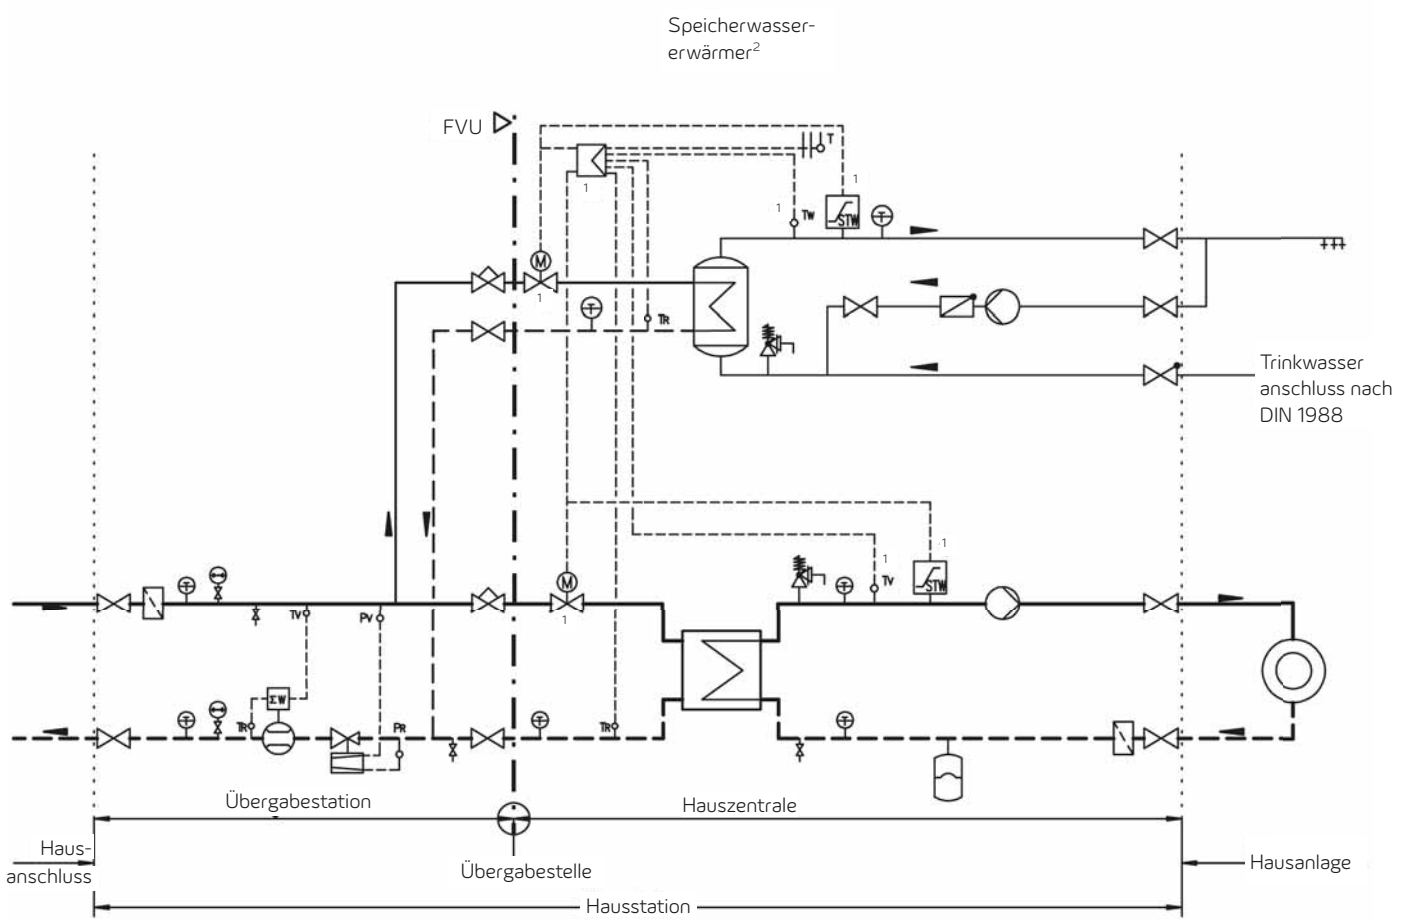 Speicherwasser-
erwärmer²
FVU
T
1
1
1
TW
STW
T
M
1
T
TR
Trinkwasser
anschluss nach
DIN 1988
1
1
M
TV
STW
T
T
1
TV
PV
ΣW
T
TR
PR
T
TR
T
Übergabestation
Hauszentrale
Haus-
anschluss
Übergabestelle
Hausanlage
Hausstation